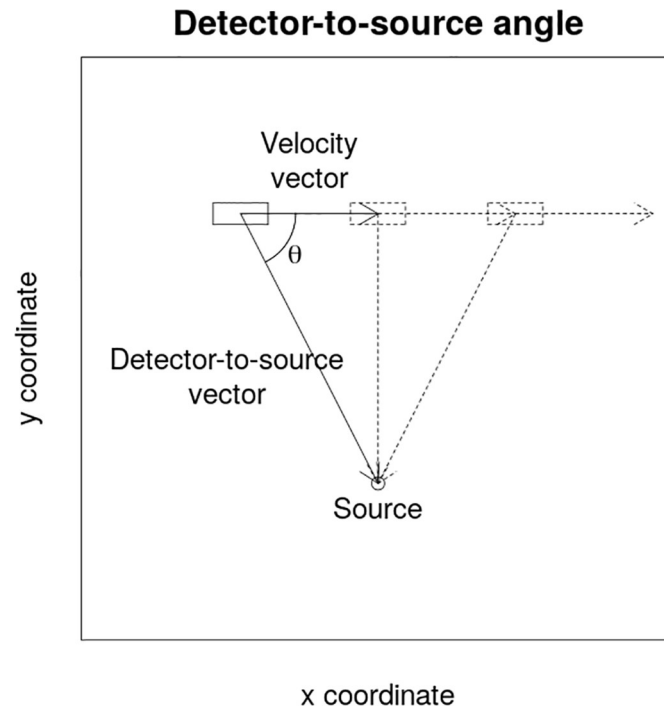 Detector-to-source angle
Velocity
vector
θ
Detector-to-source
vector
Source
y coordinate
x coordinate